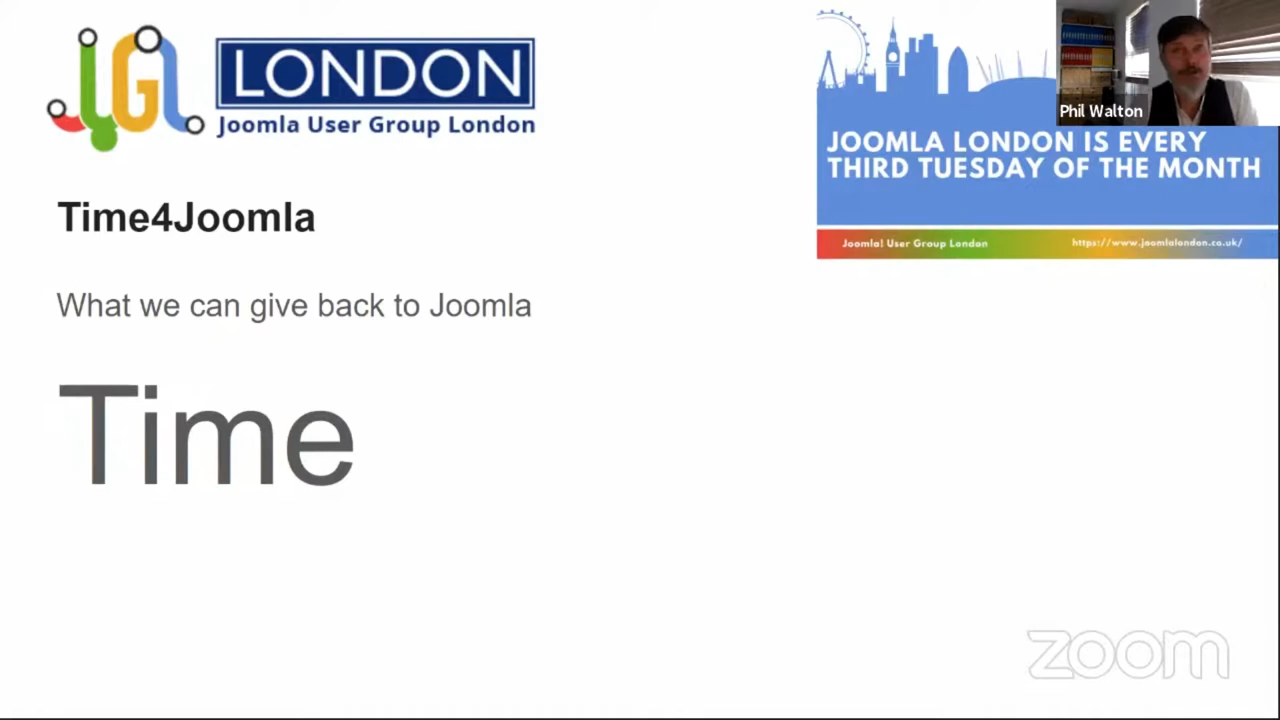 JGL
LONDON
Joomla User Group London
Phil Walton
JOOMLA LONDON IS EVERY
THIRD TUESDAY OF THE MONTH
Joomla! User Group London
https://www.joomlalondon.co.uk/
Time4Joomla
What we can give back to Joomla
Time
zoom